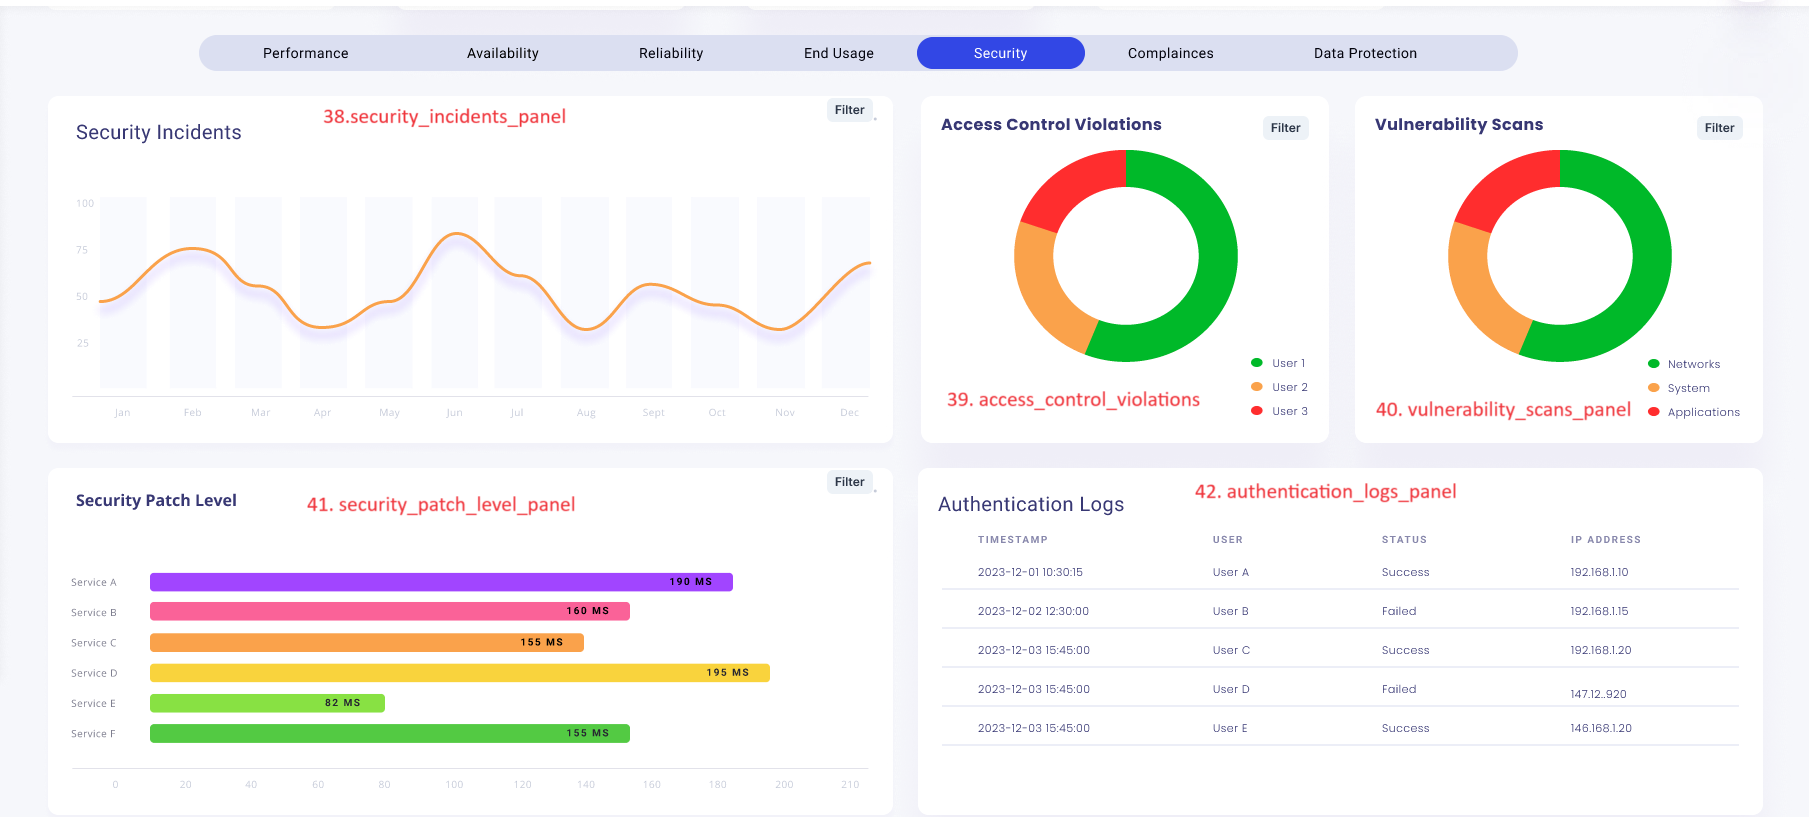 Performance Availability Reliability End Usage Security Complainces Data Protection
Security Incidents
38.security_incidents_panel
Filter
100
75
50
25
Jan Feb Mar Apr May Jun Jul Aug Sept Oct Nov Dec
Access Control Violations
Filter
User 1
User 2
User 3
39. access_control_violations
Vulnerability Scans
Filter
Networks
System
Applications
40. vulnerability_scans_panel
Security Patch Level
41. security_patch_level_panel
Filter
Service A 190 MS
Service B 160 MS
Service C 155 MS
Service D 195 MS
Service E 82 MS
Service F 155 MS
0 20 40 60 80 100 120 140 160 180 200 210
Authentication Logs
42. authentication_logs_panel
TIMESTAMP USER STATUS IP ADDRESS
2023-12-01 10:30:15 User A Success 192.168.1.10
2023-12-02 12:30:00 User B Failed 192.168.1.15
2023-12-03 15:45:00 User C Success 192.168.1.20
2023-12-03 15:45:00 User D Failed 147.12..920
2023-12-03 15:45:00 User E Success 146.168.1.20